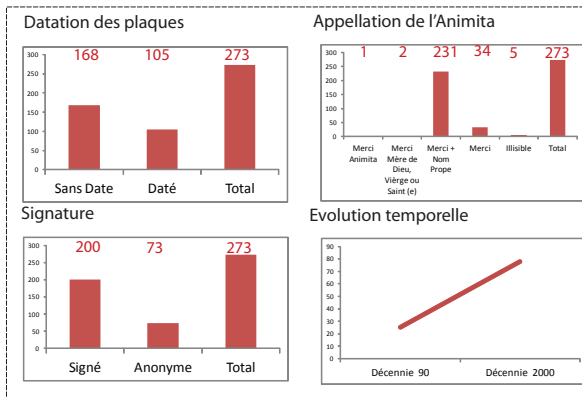 Datation des plaques
168 105 273
300
250
200
150
100
50
0
Sans Date Daté Total
Appellation de l'Animita
1 2 231 34 5 273
300
250
200
150
100
50
0
Merci Animita
Merci Mère de Dieu, Vièrge ou Saint (e)
Merci + Nom Prope
Merci
Illisible
Total
Signature
200 73 273
300
250
200
150
100
50
0
Signé Anonyme Total
Evolution temporelle
90
80
70
60
50
40
30
20
10
0
Décennie 90 Décennie 2000